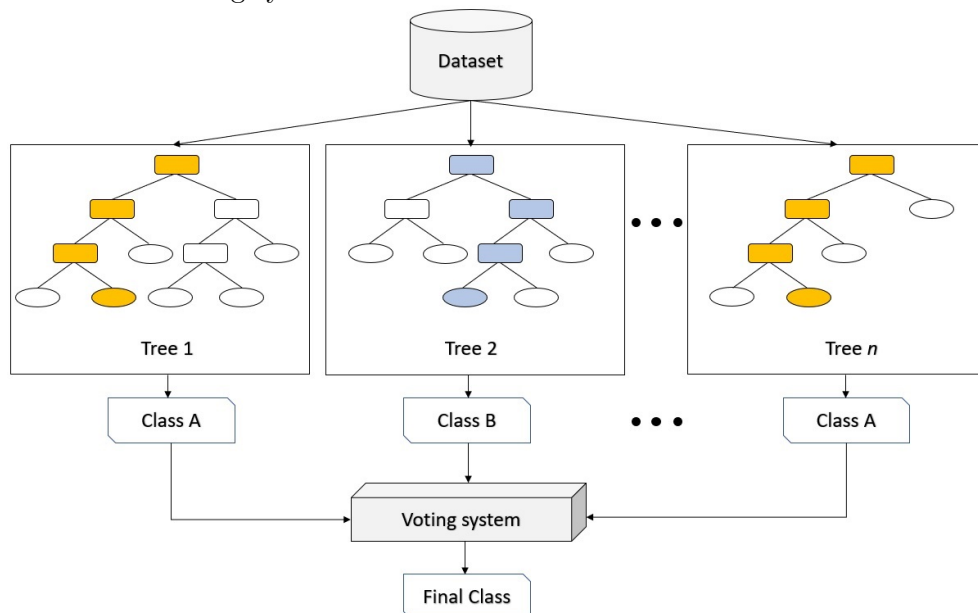 Dataset
Tree 1
Tree 2
Tree n
Class A
Class B
Class A
Voting system
Final Class